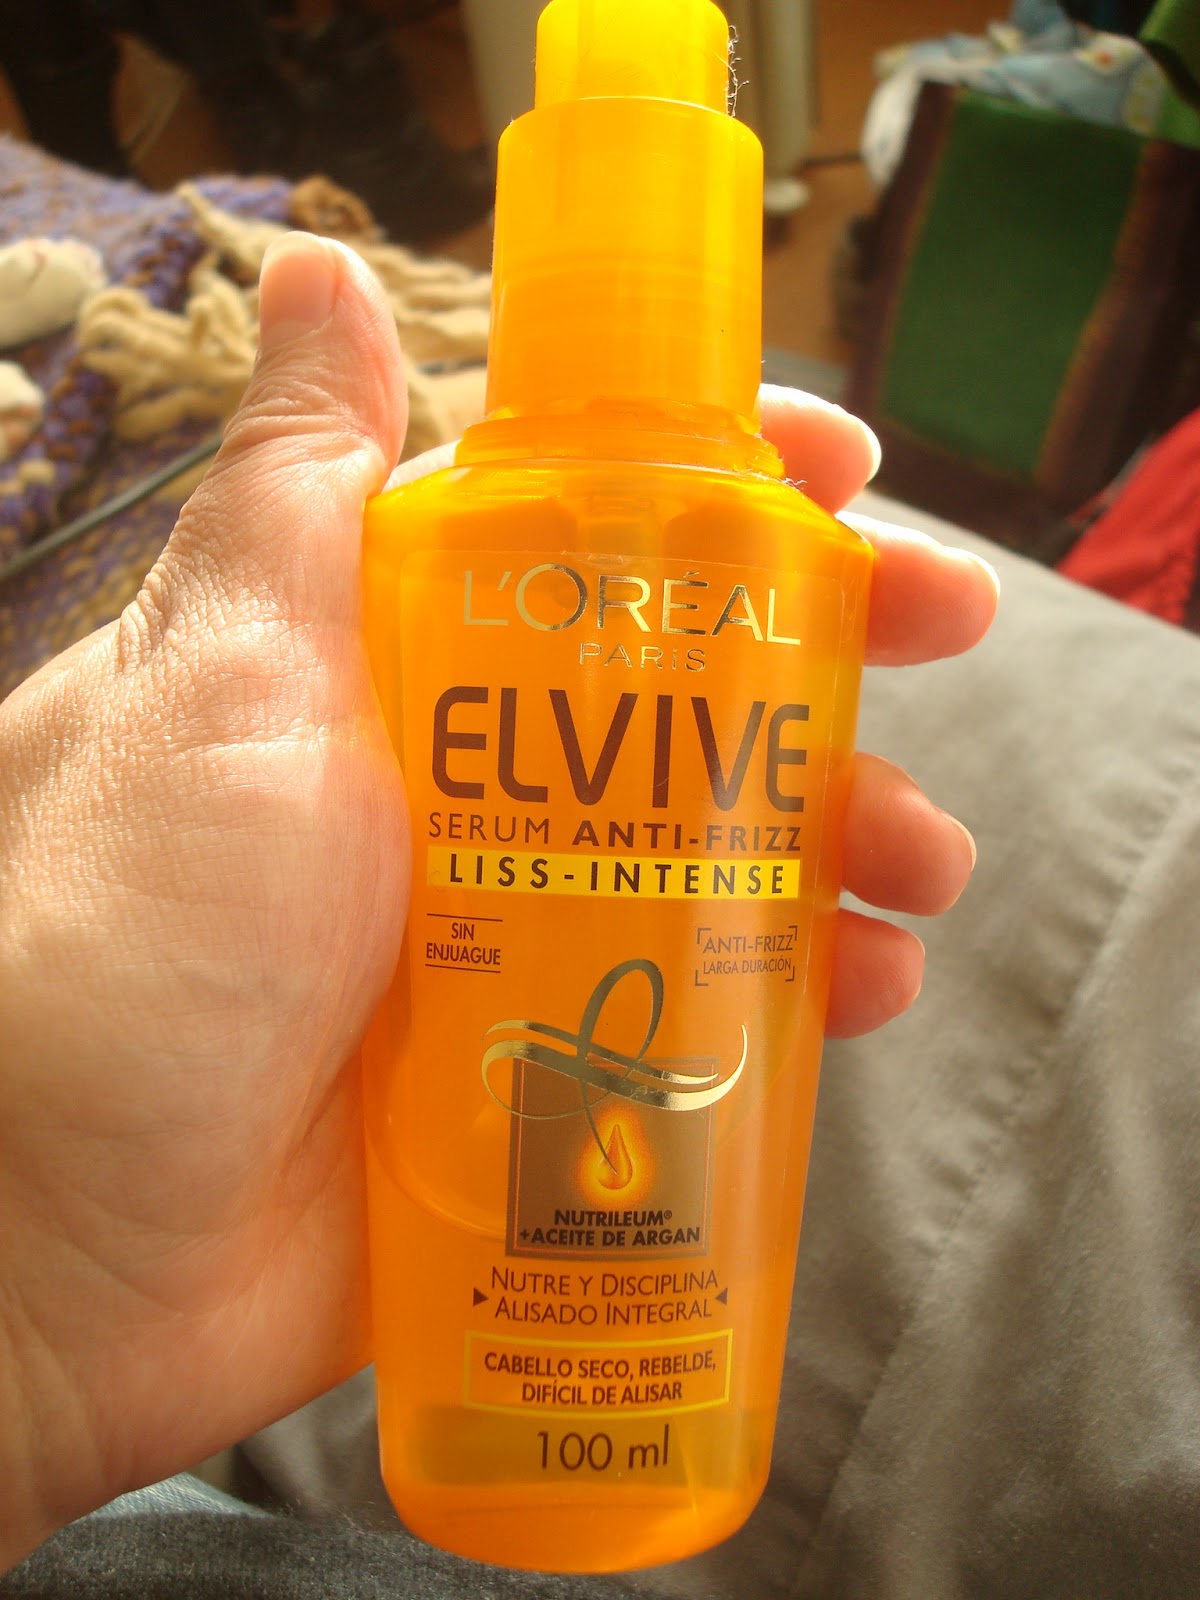 L'ORÉAL
PARIS
ELVIVE
SERUM ANTI-FRIZZ
LISS-INTENSE
SIN
ENJUAGUE
ANTI-FRIZZ
LARGA DURACIÓN
NUTRILEUM®
+ACEITE DE ARGAN
NUTRE Y DISCIPLINA
ALISADO INTEGRAL
CABELLO SECO, REBELDE,
DIFÍCIL DE ALISAR
100 ml